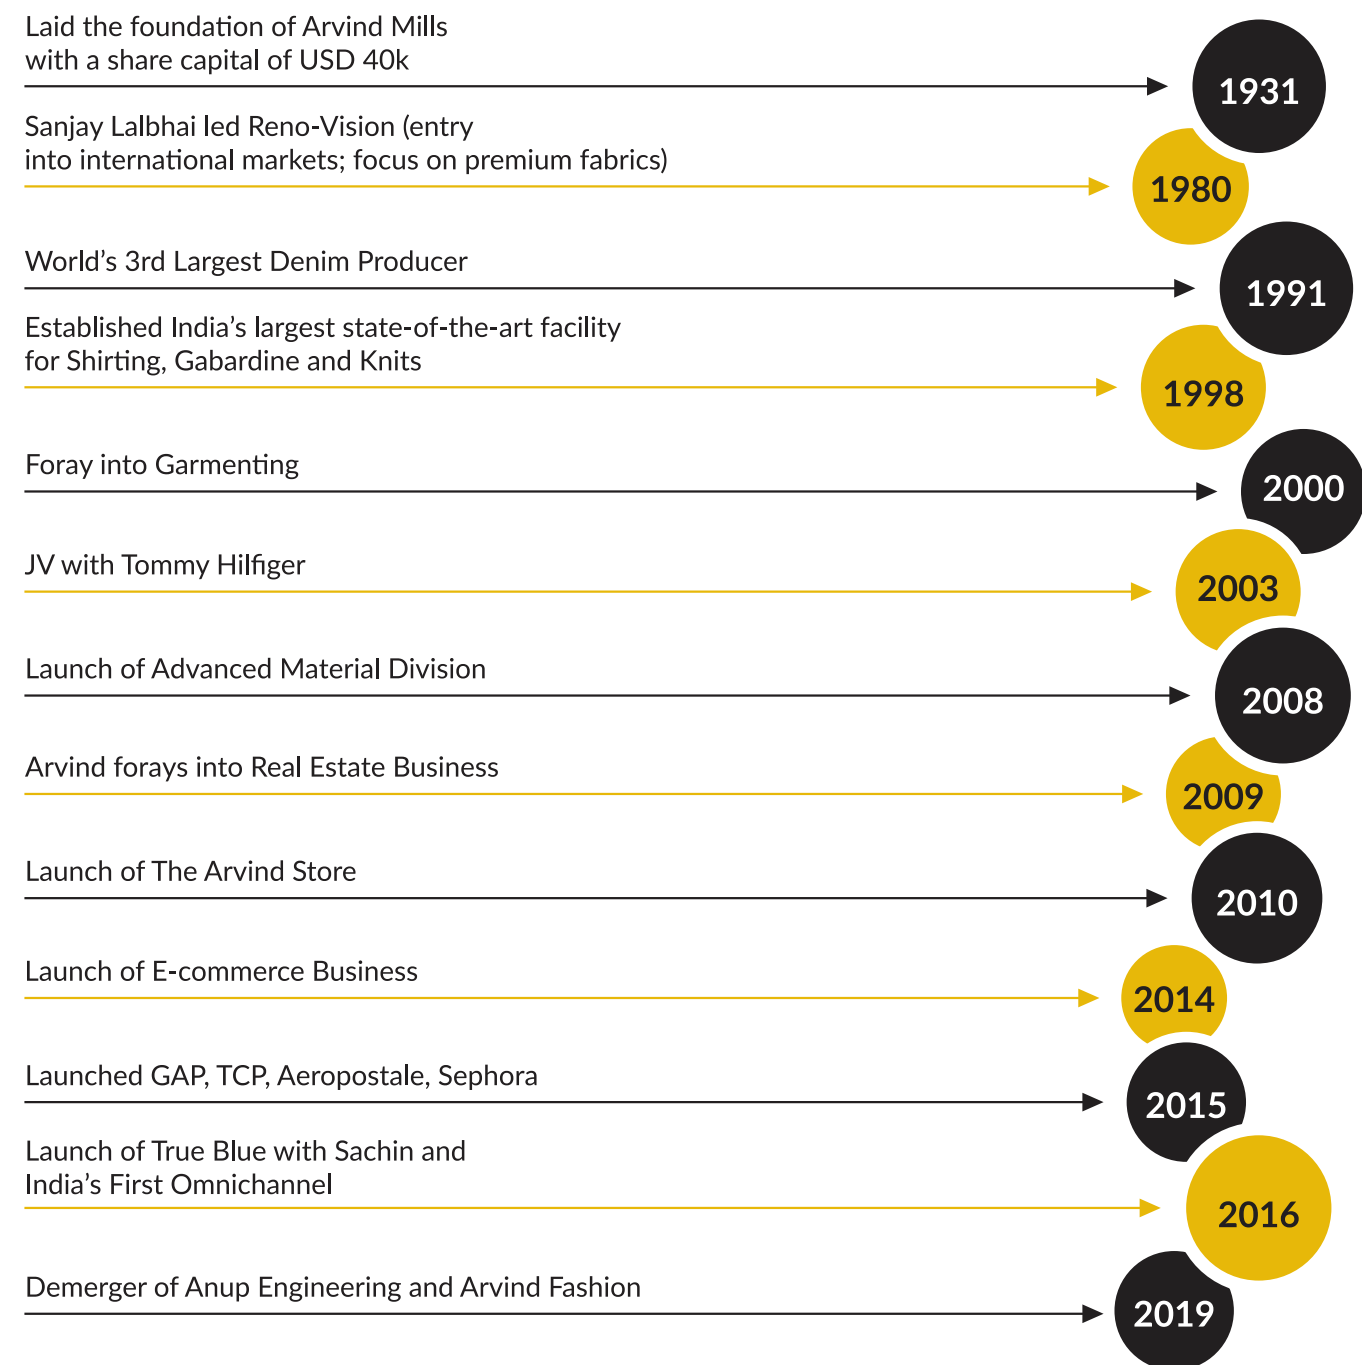 Laid the foundation of Arvind Mills
with a share capital of USD 40k
1931
Sanjay Lalbhai led Reno-Vision (entry
into international markets; focus on premium fabrics)
1980
World's 3rd Largest Denim Producer
1991
Established India's largest state-of-the-art facility
for Shirting, Gabardine and Knits
1998
Foray into Garmenting
2000
JV with Tommy Hilfiger
2003
Launch of Advanced Material Division
2008
Arvind forays into Real Estate Business
2009
Launch of The Arvind Store
2010
Launch of E-commerce Business
2014
Launched GAP, TCP, Aeropostale, Sephora
2015
Launch of True Blue with Sachin and
India's First Omnichannel
2016
Demerger of Anup Engineering and Arvind Fashion
2019